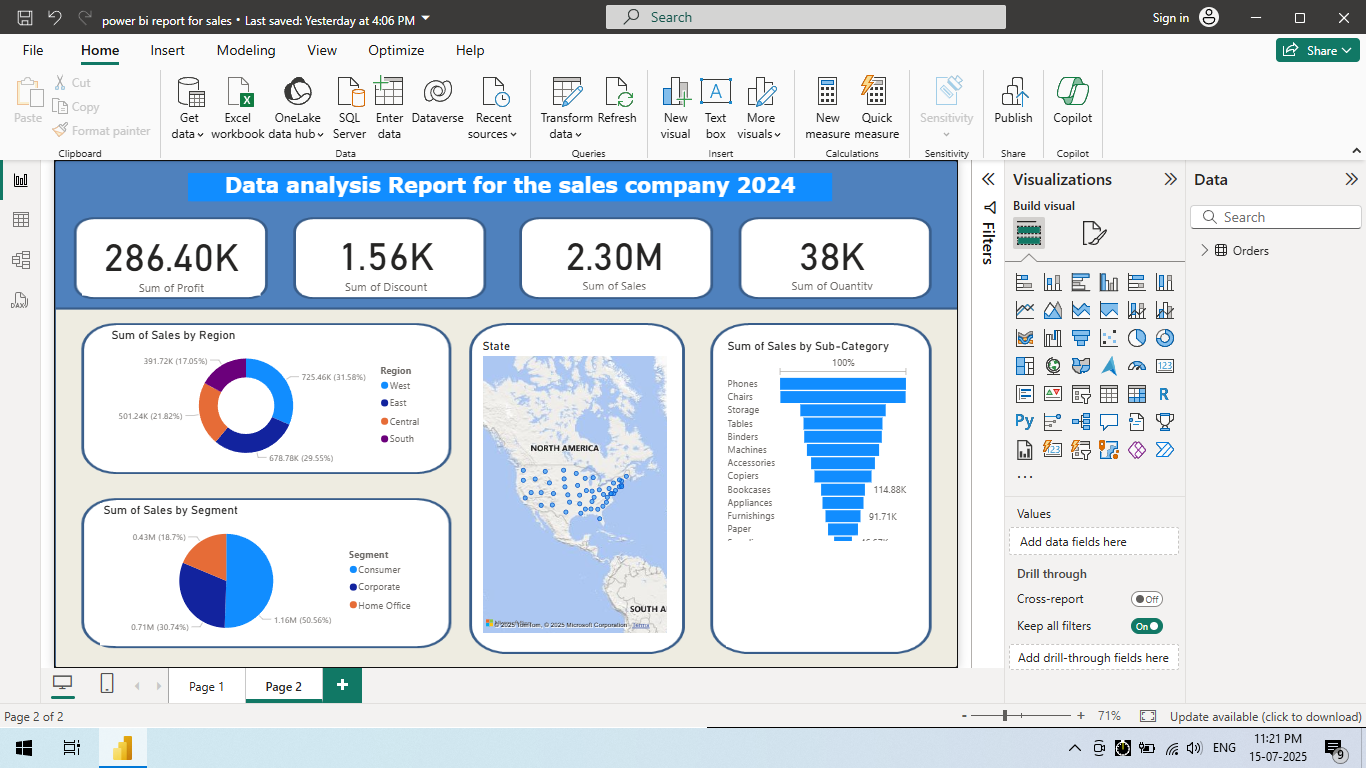 power bi report for sales • Last saved: Yesterday at 4:06 PM
Search
Sign in
File
Home
Insert
Modeling
View
Optimize
Help
Share
Paste
Cut
Copy
Format painter
Clipboard
Get data
Excel workbook
OneLake data hub
SQL Server
Enter data
Dataverse
Recent sources
Data
Transform data
Refresh
Queries
New visual
Text box
More visuals
Insert
New measure
Quick measure
Calculations
Sensitivity
Sensitivity
Publish
Share
Copilot
Copilot
Data analysis Report for the sales company 2024
286.40K
Sum of Profit
1.56K
Sum of Discount
2.30M
Sum of Sales
38K
Sum of Quantity
Sum of Sales by Region
391.72K (17.05%)
725.46K (31.58%)
501.24K (21.82%)
678.78K (29.55%)
Region
West
East
Central
South
Sum of Sales by Segment
0.43M (18.7%)
0.71M (30.74%)
1.16M (50.56%)
Segment
Consumer
Corporate
Home Office
State
NORTH AMERICA
SOUTH A
© 2025 TomTom, © 2025 Microsoft Corporation Terms
Sum of Sales by Sub-Category
100%
Phones
Chairs
Storage
Tables
Binders
Machines
Accessories
Copiers
Bookcases
114.88K
Appliances
Furnishings
91.71K
Paper
Filters
Visualizations
Build visual
R
Py
123
123
Values
Add data fields here
Drill through
Cross-report
Off
Keep all filters
On
Add drill-through fields here
Data
Search
Orders
DAX
Page 1
Page 2
Page 2 of 2
71%
Update available (click to download)
ENG
11:21 PM
15-07-2025
9